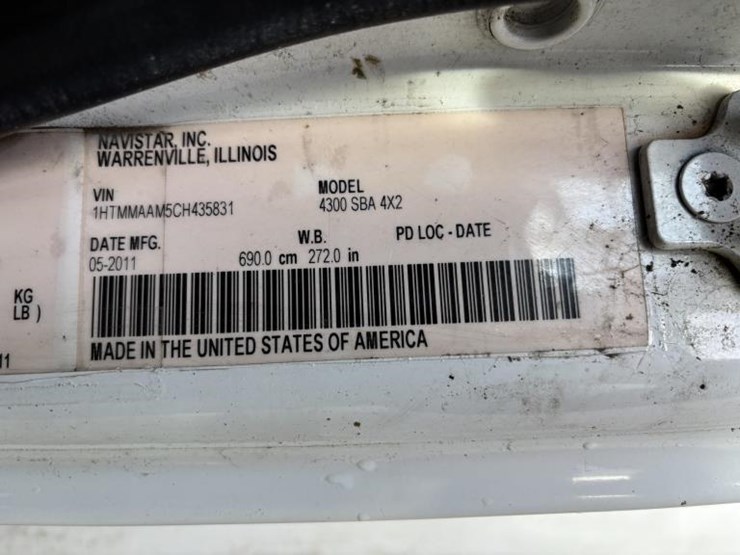 NAVISTAR, INC.
WARRENVILLE, ILLINOIS
VIN MODEL
1HTMMAAM5CH435831 4300 SBA 4X2
DATE MFG. W.B. PD LOC - DATE
05-2011 690.0 cm 272.0 in
KG
LB )
11
MADE IN THE UNITED STATES OF AMERICA